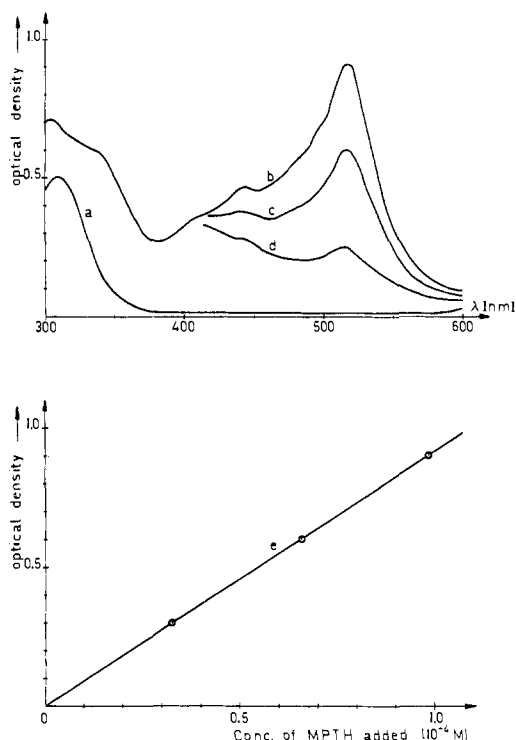 optical density
1.0
0.5
a
b
c
d
300
400
500
600
λ [nm]
optical density
1.0
0.5
e
0
0.5
1.0
Conc. of MPTH added (10⁻⁴M)